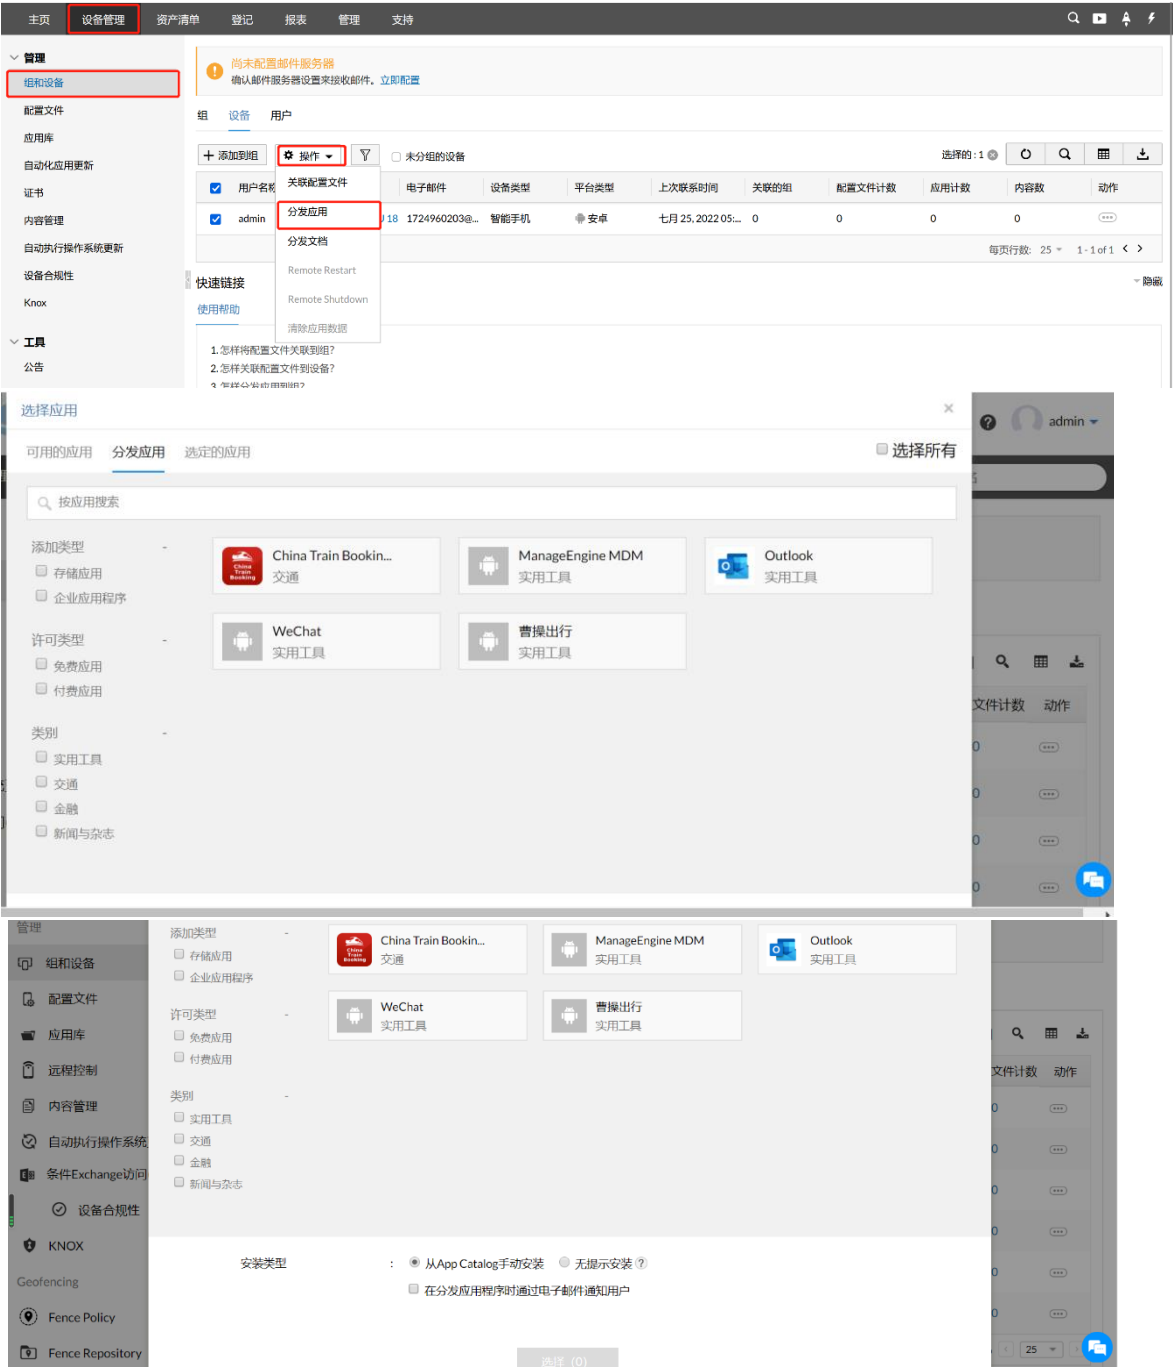 主页 设备管理 资产清单 登记 报表 管理 支持
管理
组和设备
配置文件
应用库
自动化应用更新
证书
内容管理
自动执行操作系统更新
设备合规性
Knox
工具
公告
尚未配置邮件服务器
确认邮件服务器设置来接收邮件。 立即配置
组 设备 用户
添加到组 操作 未分组的设备 选择的 : 1
用户名称 电子邮件 设备类型 平台类型 上次联系时间 关联的组 配置文件计数 应用计数 内容数 动作
admin 18 1724960203@... 智能手机 安卓 七月 25, 2022 05:... 0 0 0 0
关联配置文件
分发应用
分发文档
Remote Restart
Remote Shutdown
清除应用数据
每页行数: 25 1 - 1 of 1
快速链接 隐藏
使用帮助
1. 怎样将配置文件关联到组?
2. 怎样关联配置文件到设备?
3. 怎样分发应用到组?
选择应用
admin
可用的应用 分发应用 选定的应用 选择所有
按应用搜索
添加类型 -
存储应用
企业应用程序
许可类型 -
免费应用
付费应用
类别 -
实用工具
交通
金融
新闻与杂志
China Train Bookin...
交通
ManageEngine MDM
实用工具
Outlook
实用工具
WeChat
实用工具
曹操出行
实用工具
文件计数 动作
0
0
0
0
管理
组和设备
配置文件
应用库
远程控制
内容管理
自动执行操作系统
条件Exchange访问
设备合规性
KNOX
Geofencing
Fence Policy
Fence Repository
添加类型 -
存储应用
企业应用程序
许可类型 -
免费应用
付费应用
类别 -
实用工具
交通
金融
新闻与杂志
China Train Bookin...
交通
ManageEngine MDM
实用工具
Outlook
实用工具
WeChat
实用工具
曹操出行
实用工具
文件计数 动作
0
0
0
0
0
0
25
安装类型 : 从App Catalog手动安装 无提示安装 ?
在分发应用程序时通过电子邮件通知用户
选择 (0)